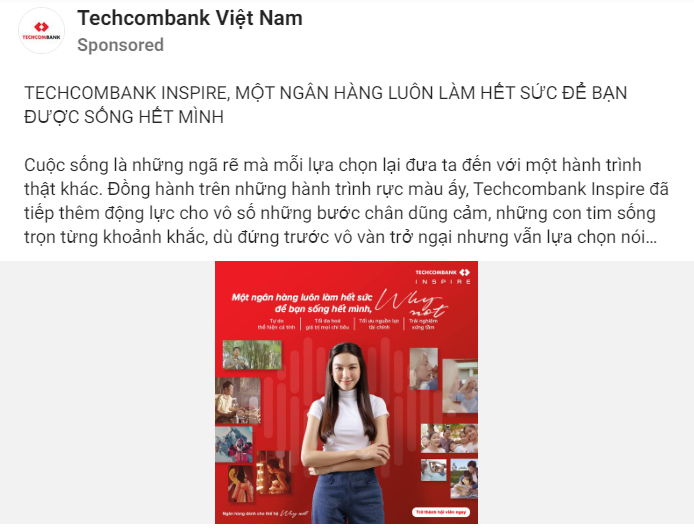 TECHCOMBANK
Techcombank Việt Nam
Sponsored
TECHCOMBANK INSPIRE, MỘT NGÂN HÀNG LUÔN LÀM HẾT SỨC ĐỂ BẠN
ĐƯỢC SỐNG HẾT MÌNH
Cuộc sống là những ngã rẽ mà mỗi lựa chọn lại đưa ta đến với một hành trình
thật khác. Đồng hành trên những hành trình rực màu ấy, Techcombank Inspire đã
tiếp thêm động lực cho vô số những bước chân dũng cảm, những con tim sống
trọn từng khoảnh khắc, dù đứng trước vô vàn trở ngại nhưng vẫn lựa chọn nói...
TECHCOMBANK
INSPIRE
Một ngân hàng luôn làm hết sức
để bạn sống hết mình,
Why not
Tự do
thể hiện cá tính
Tối đa hoá
giá trị mọi chi tiêu
Tối ưu nguồn lực
tài chính
Trải nghiệm
xứng tầm
Ngân hàng dành cho thế hệ Why not
Trở thành hội viên ngay